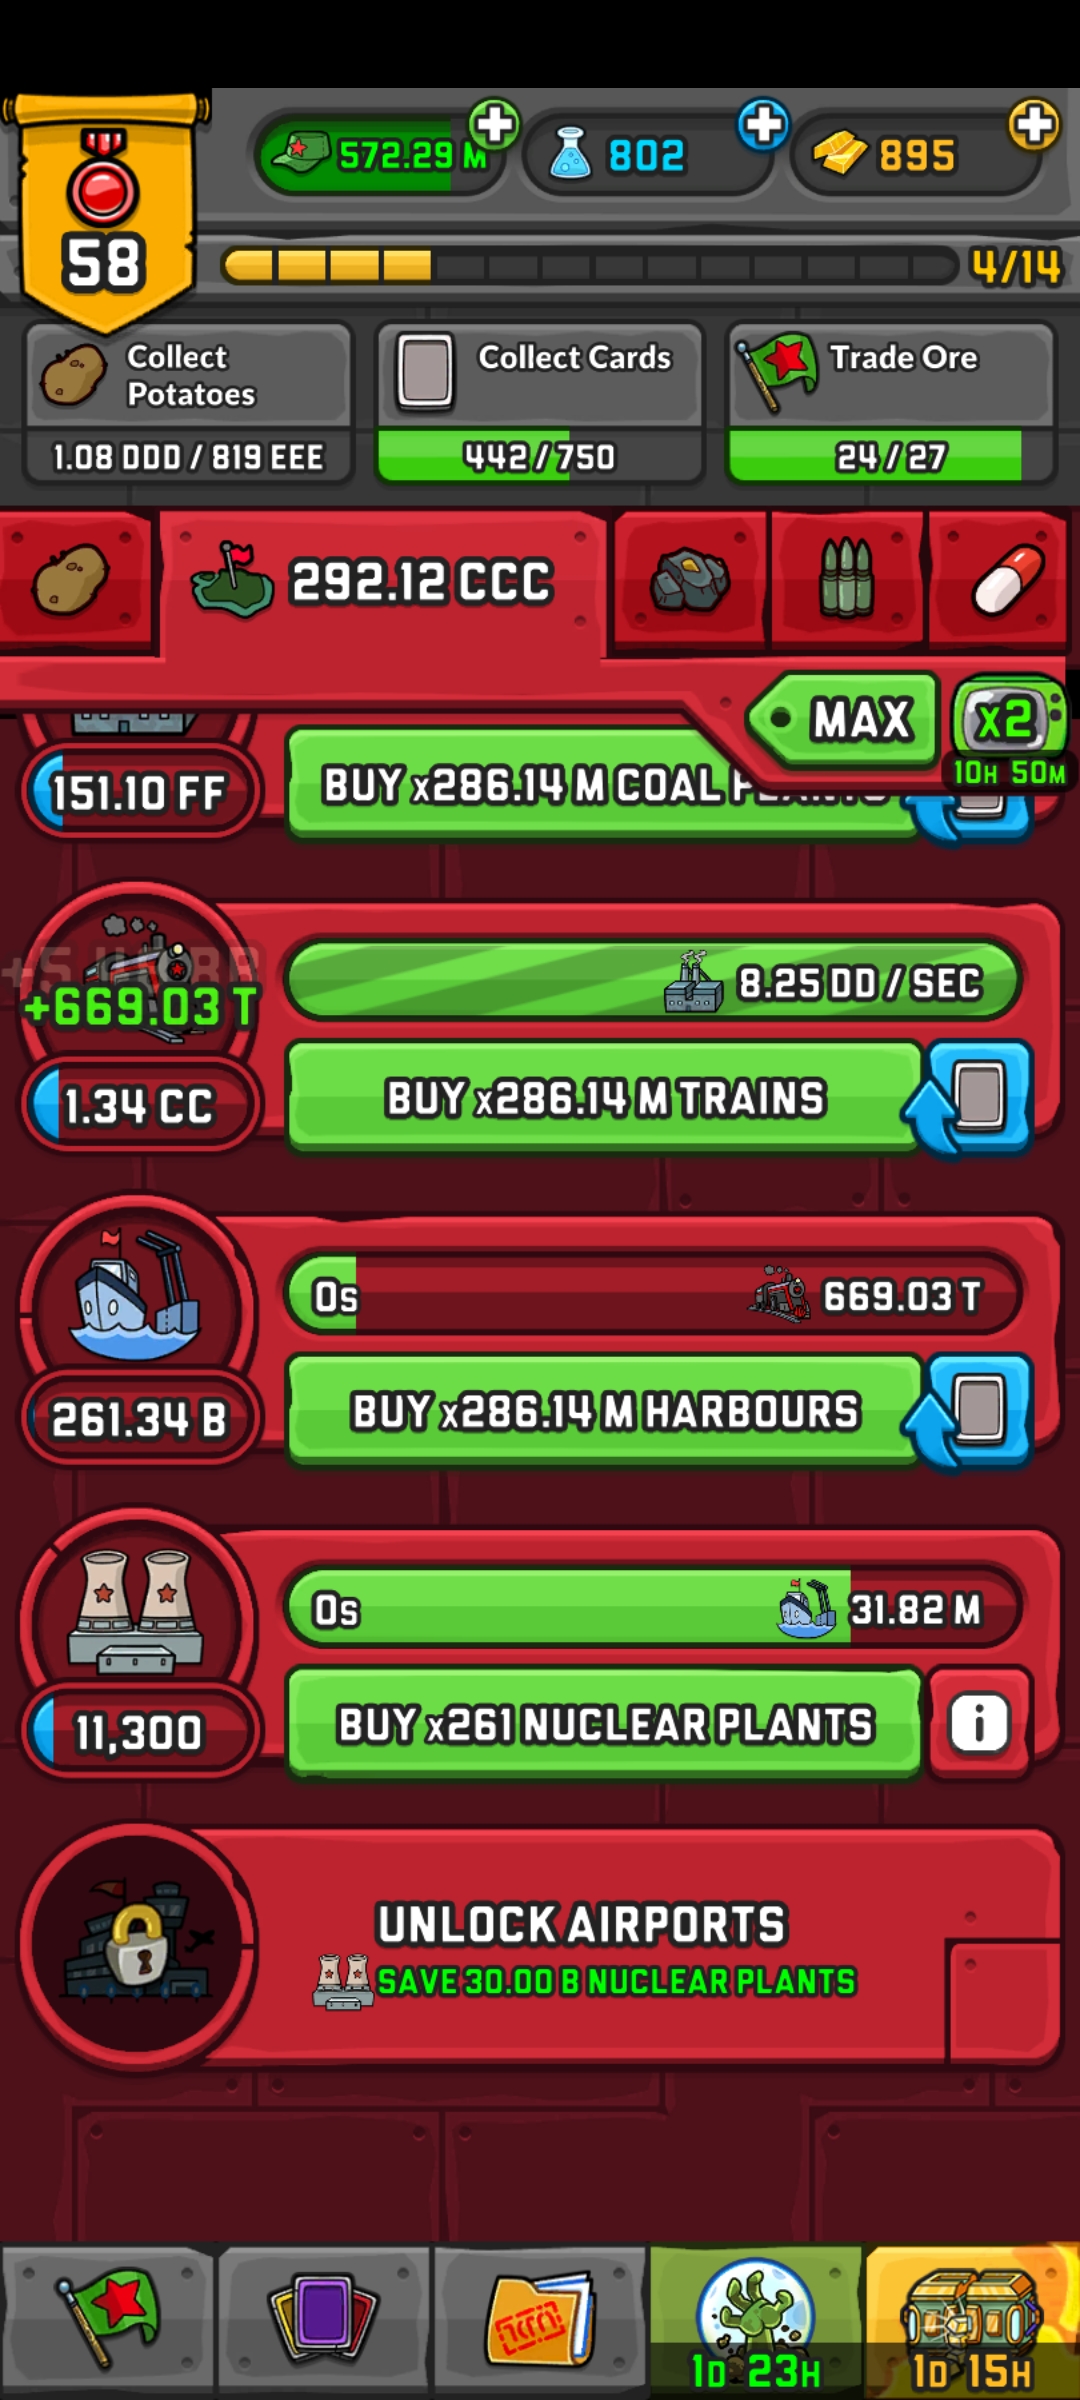 572.29 M
802
895
58
4/14
Collect
Potatoes
Collect Cards
Trade Ore
1.08 DDD / 819 EEE
442/750
24/27
292.12 CCC
MAX
x2
10H 50M
151.10 FF
BUY x286.14 M COAL PLANTS
+669.03 T
8.25 DD / SEC
1.34 CC
BUY x286.14 M TRAINS
0s
669.03 T
261.34 B
BUY x286.14 M HARBOURS
0s
31.82 M
11,300
BUY x261 NUCLEAR PLANTS
i
UNLOCK AIRPORTS
SAVE 30.00 B NUCLEAR PLANTS
1D 23H
1D 15H